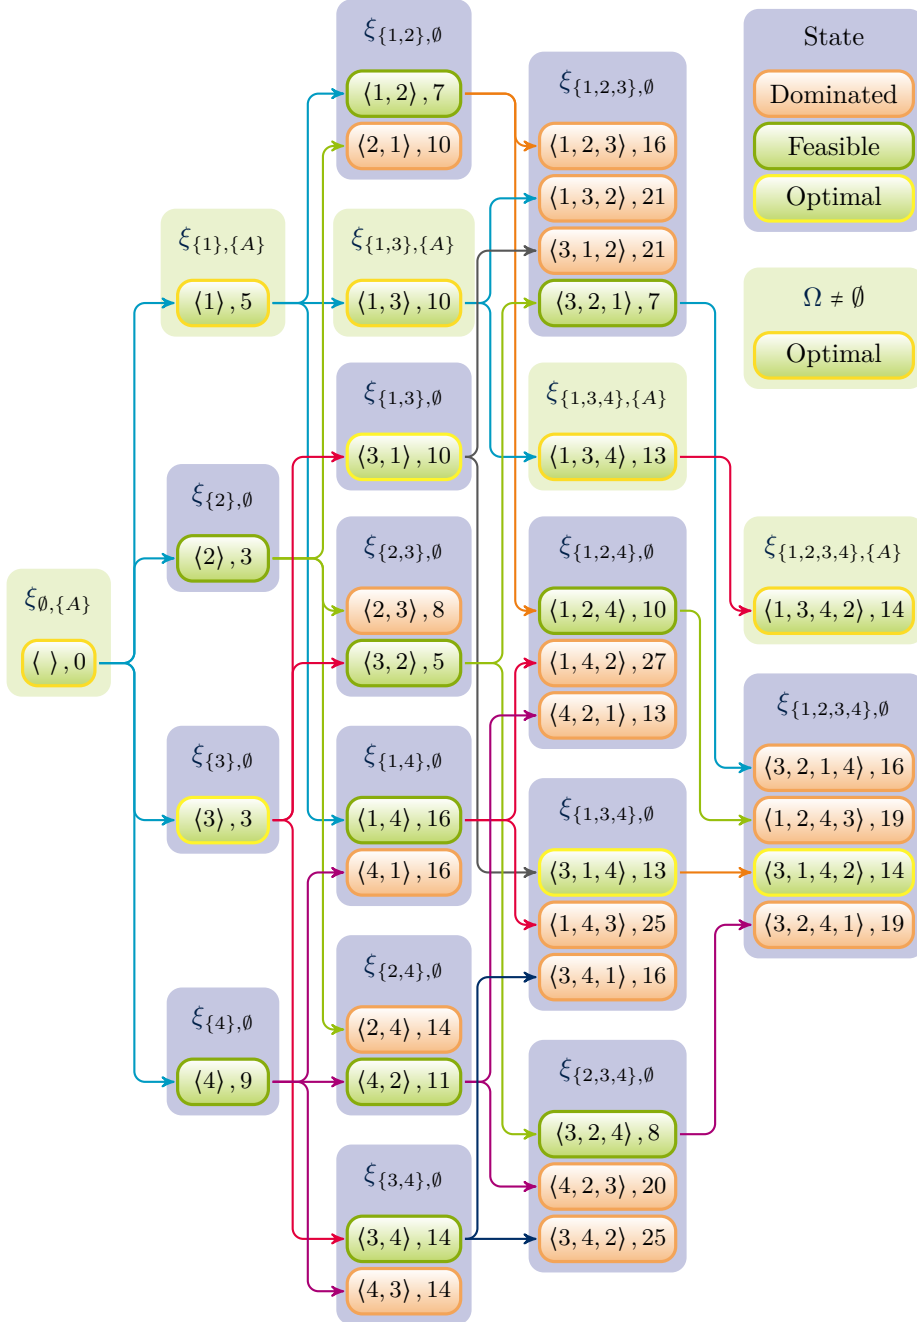 ξ∅,{A}
⟨ ⟩, 0
ξ{1},{A}
⟨1⟩, 5
ξ{2},∅
⟨2⟩, 3
ξ{3},∅
⟨3⟩, 3
ξ{4},∅
⟨4⟩, 9
ξ{1,2},∅
⟨1, 2⟩, 7
⟨2, 1⟩, 10
ξ{1,3},{A}
⟨1, 3⟩, 10
ξ{1,3},∅
⟨3, 1⟩, 10
ξ{2,3},∅
⟨2, 3⟩, 8
⟨3, 2⟩, 5
ξ{1,4},∅
⟨1, 4⟩, 16
⟨4, 1⟩, 16
ξ{2,4},∅
⟨2, 4⟩, 14
⟨4, 2⟩, 11
ξ{3,4},∅
⟨3, 4⟩, 14
⟨4, 3⟩, 14
ξ{1,2,3},∅
⟨1, 2, 3⟩, 16
⟨1, 3, 2⟩, 21
⟨3, 1, 2⟩, 21
⟨3, 2, 1⟩, 7
ξ{1,3,4},{A}
⟨1, 3, 4⟩, 13
ξ{1,2,4},∅
⟨1, 2, 4⟩, 10
⟨1, 4, 2⟩, 27
⟨4, 2, 1⟩, 13
ξ{1,3,4},∅
⟨3, 1, 4⟩, 13
⟨1, 4, 3⟩, 25
⟨3, 4, 1⟩, 16
ξ{2,3,4},∅
⟨3, 2, 4⟩, 8
⟨4, 2, 3⟩, 20
⟨3, 4, 2⟩, 25
State
Dominated
Feasible
Optimal
Ω ≠ ∅
Optimal
ξ{1,2,3,4},{A}
⟨1, 3, 4, 2⟩, 14
ξ{1,2,3,4},∅
⟨3, 2, 1, 4⟩, 16
⟨1, 2, 4, 3⟩, 19
⟨3, 1, 4, 2⟩, 14
⟨3, 2, 4, 1⟩, 19